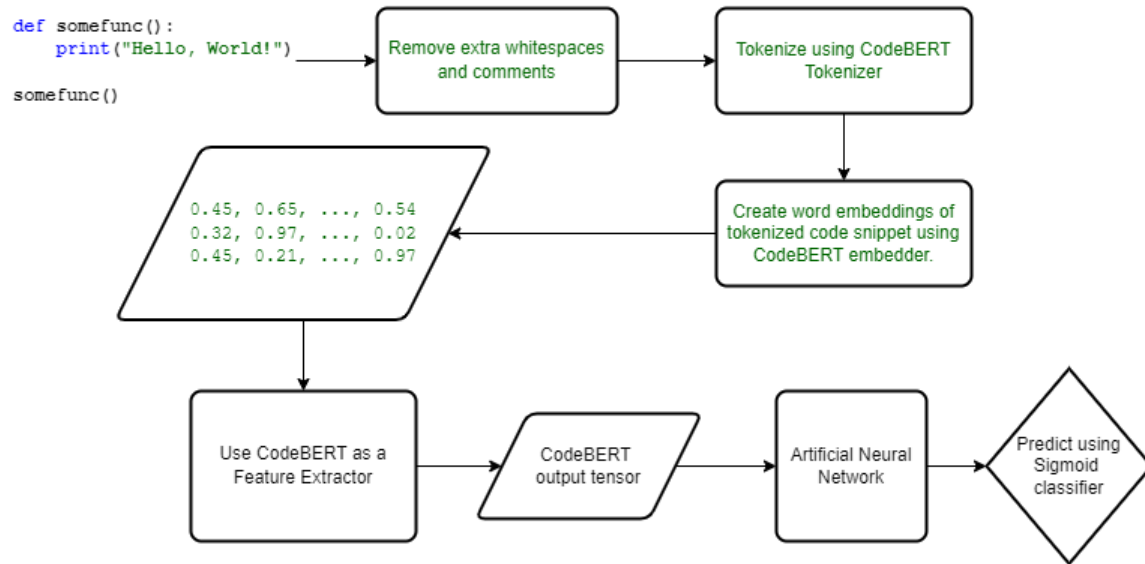 def somefunc():
    print("Hello, World!")
somefunc()
Remove extra whitespaces
and comments
Tokenize using CodeBERT
Tokenizer
Create word embeddings of
tokenized code snippet using
CodeBERT embedder.
0.45, 0.65, ..., 0.54
0.32, 0.97, ..., 0.02
0.45, 0.21, ..., 0.97
Use CodeBERT as a
Feature Extractor
CodeBERT
output tensor
Artificial Neural
Network
Predict using
Sigmoid
classifier